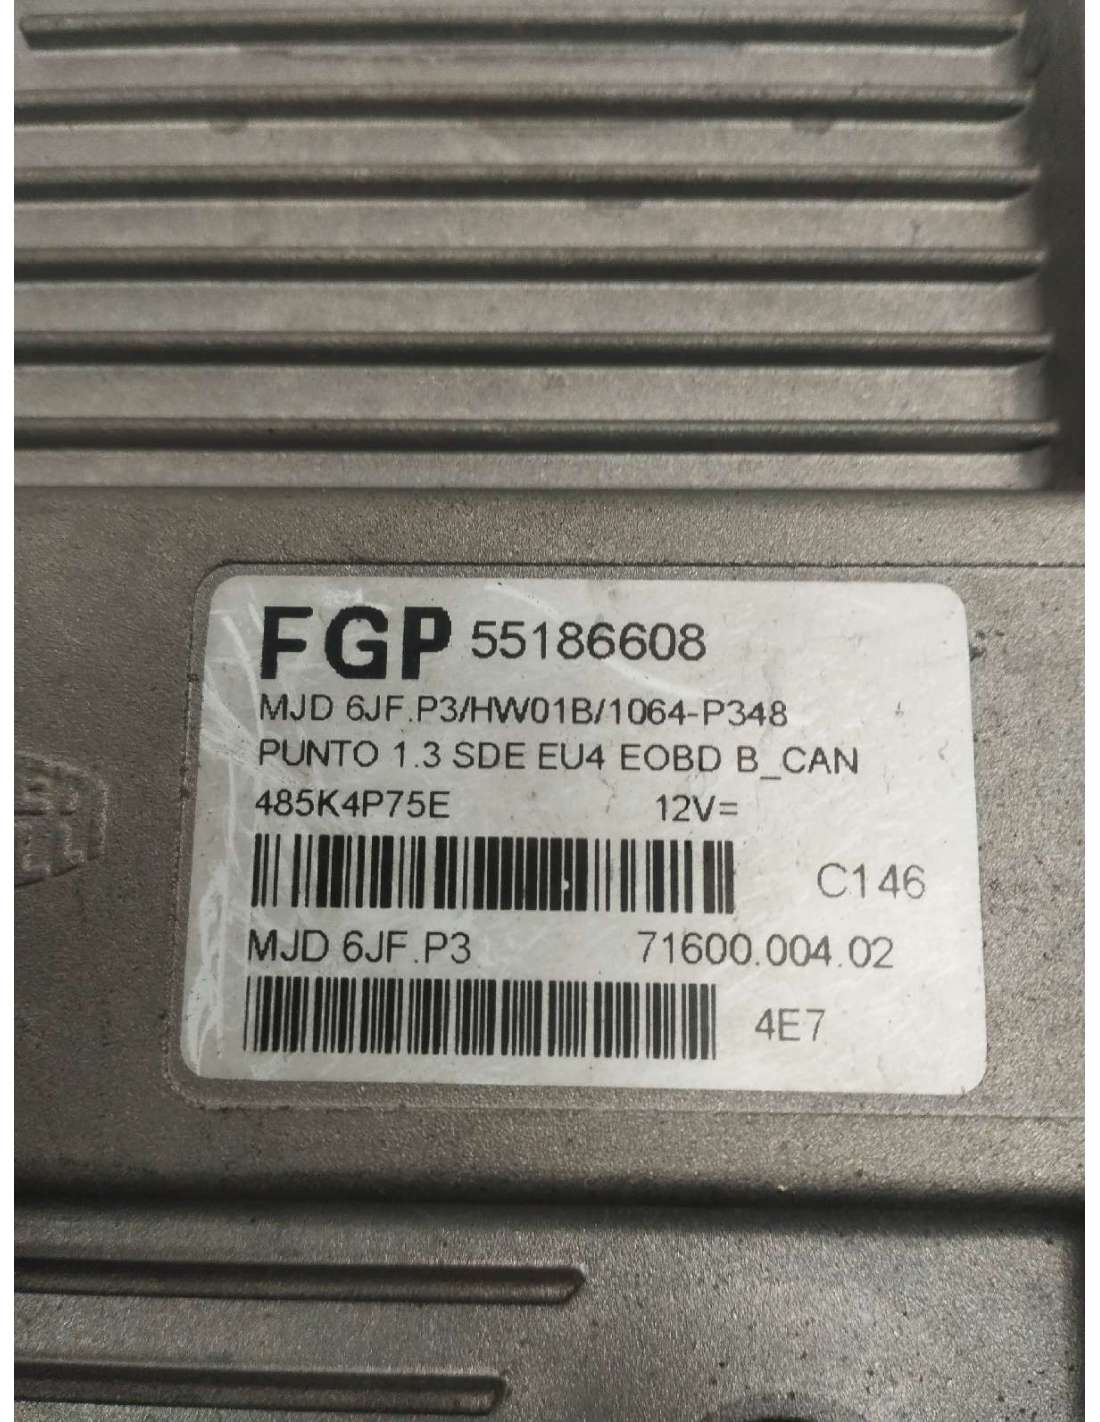 FGP 55186608
MJD 6JF.P3/HW01B/1064-P348
PUNTO 1.3 SDE EU4 EOBD B_CAN
485K4P75E 12V=
C146
MJD 6JF.P3 71600.004.02
4E7